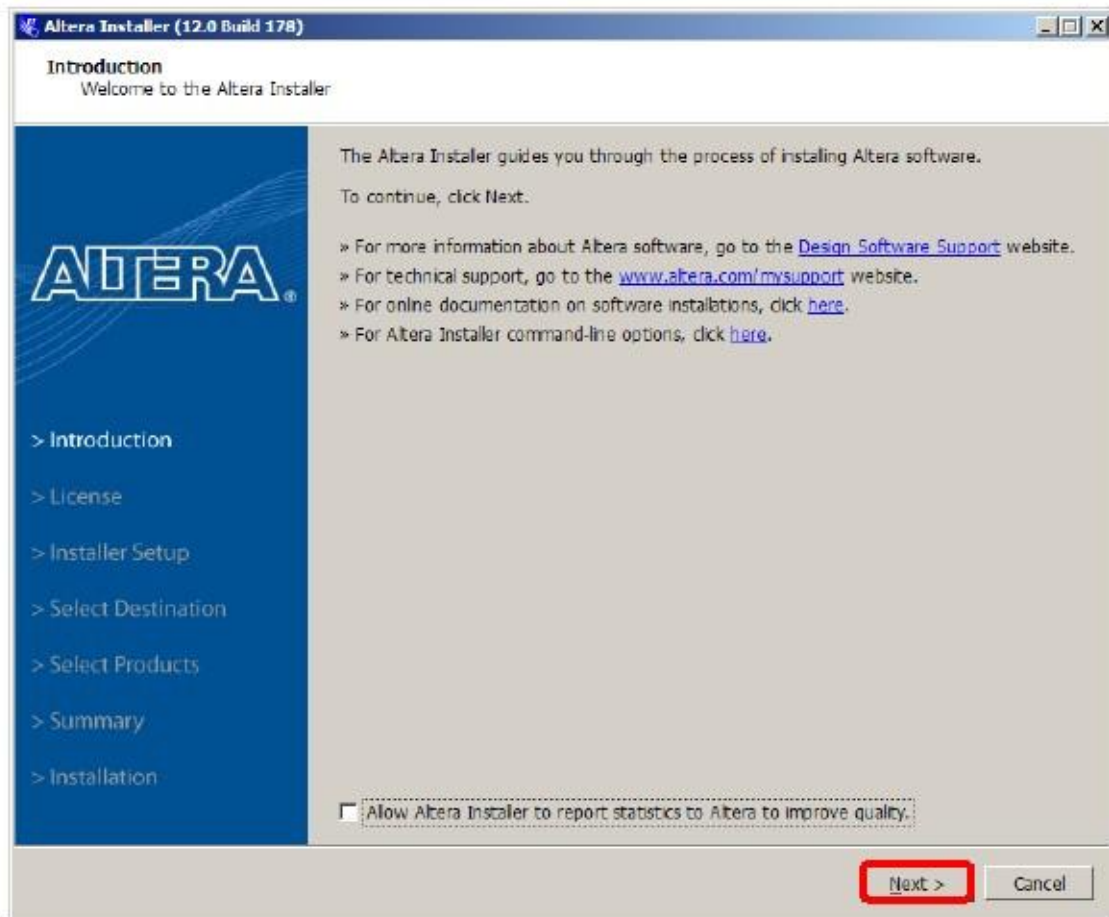 Altera Installer (12.0 Build 178)
Introduction
Welcome to the Altera Installer
The Altera Installer guides you through the process of installing Altera software.
To continue, click Next.
» For more information about Altera software, go to the Design Software Support website.
» For technical support, go to the www.altera.com/mysupport website.
» For online documentation on software installations, click here.
» For Altera Installer command-line options, click here.
ALTERA®
> Introduction
> License
> Installer Setup
> Select Destination
> Select Products
> Summary
> Installation
Allow Altera Installer to report statistics to Altera to improve quality.
Next >
Cancel